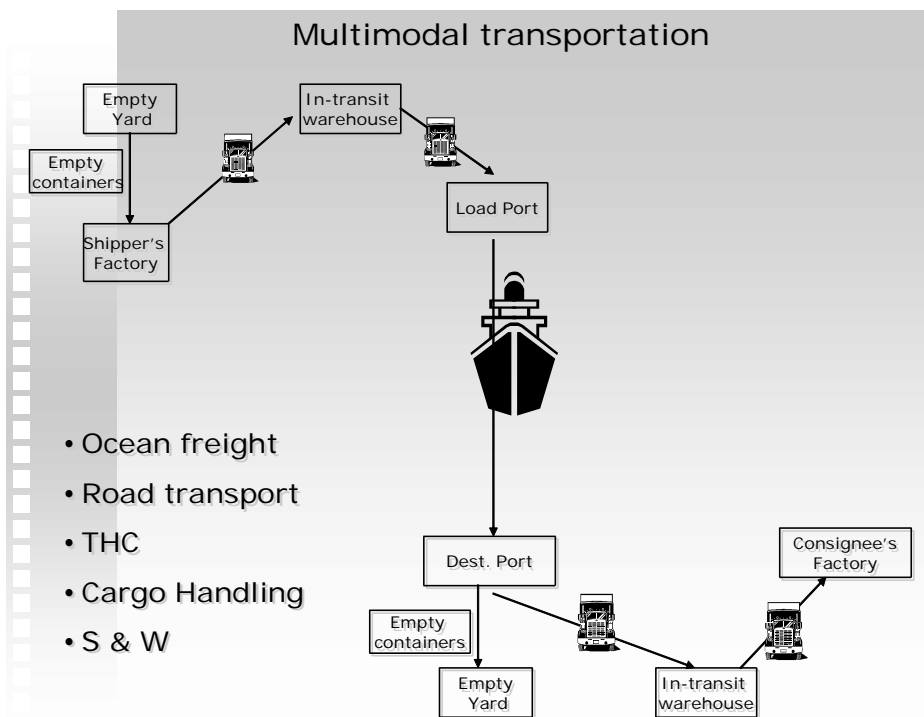 Multimodal transportation
Empty
Yard
In-transit
warehouse
Empty
containers
Load Port
Shipper's
Factory
• Ocean freight
• Road transport
• THC
• Cargo Handling
• S & W
Dest. Port
Consignee's
Factory
Empty
containers
Empty
Yard
In-transit
warehouse